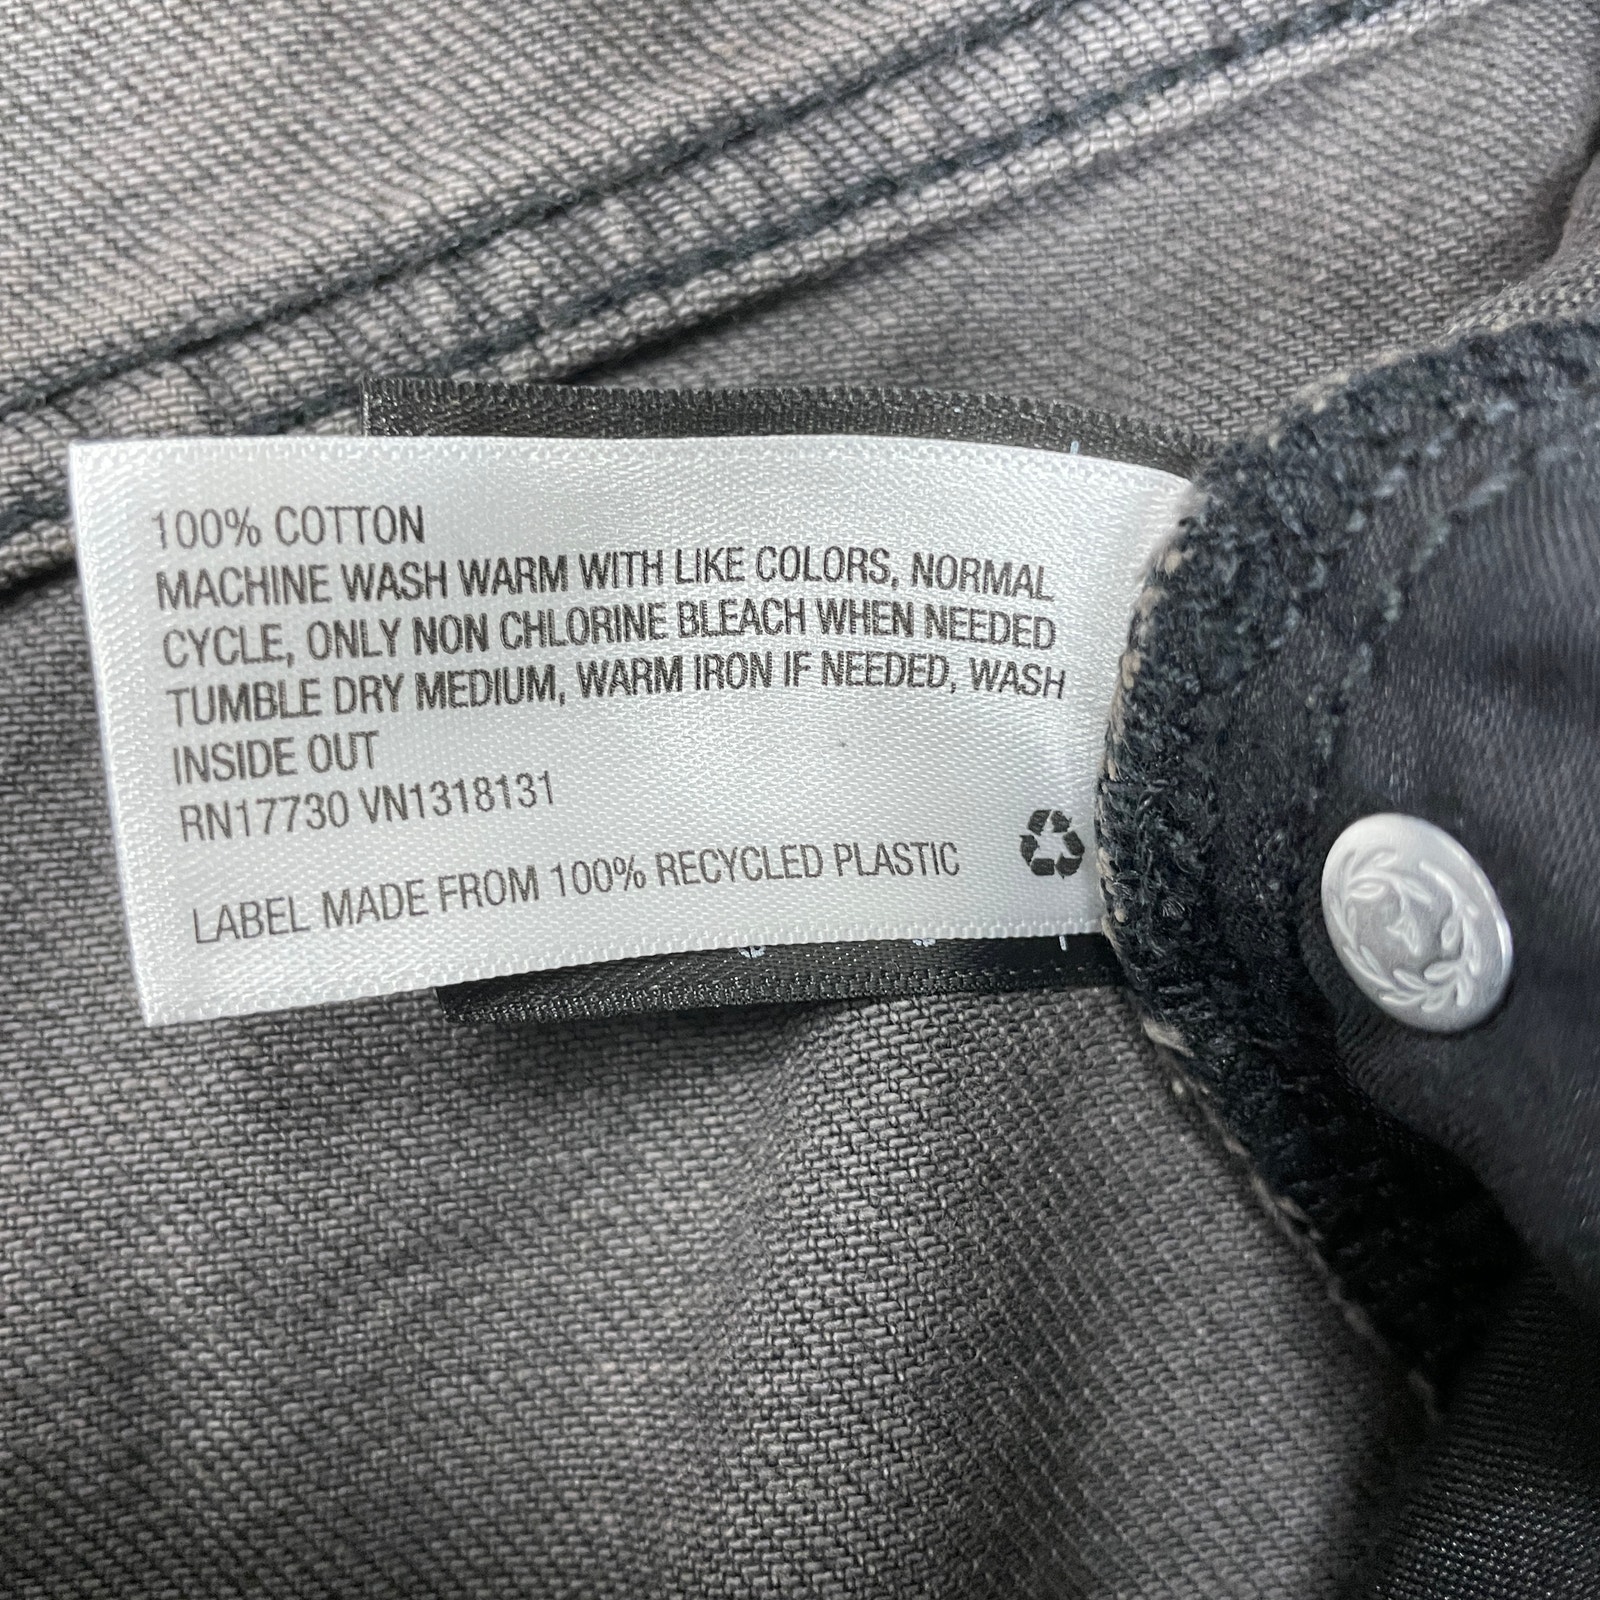 100% COTTON
MACHINE WASH WARM WITH LIKE COLORS, NORMAL
CYCLE, ONLY NON CHLORINE BLEACH WHEN NEEDED
TUMBLE DRY MEDIUM, WARM IRON IF NEEDED, WASH
INSIDE OUT
RN17730 VN1318131
LABEL MADE FROM 100% RECYCLED PLASTIC